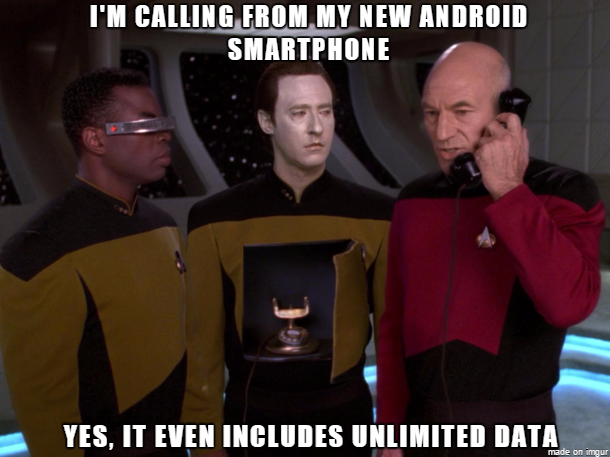 I'M CALLING FROM MY NEW ANDROID
SMARTPHONE
YES, IT EVEN INCLUDES UNLIMITED DATA
made on imgur